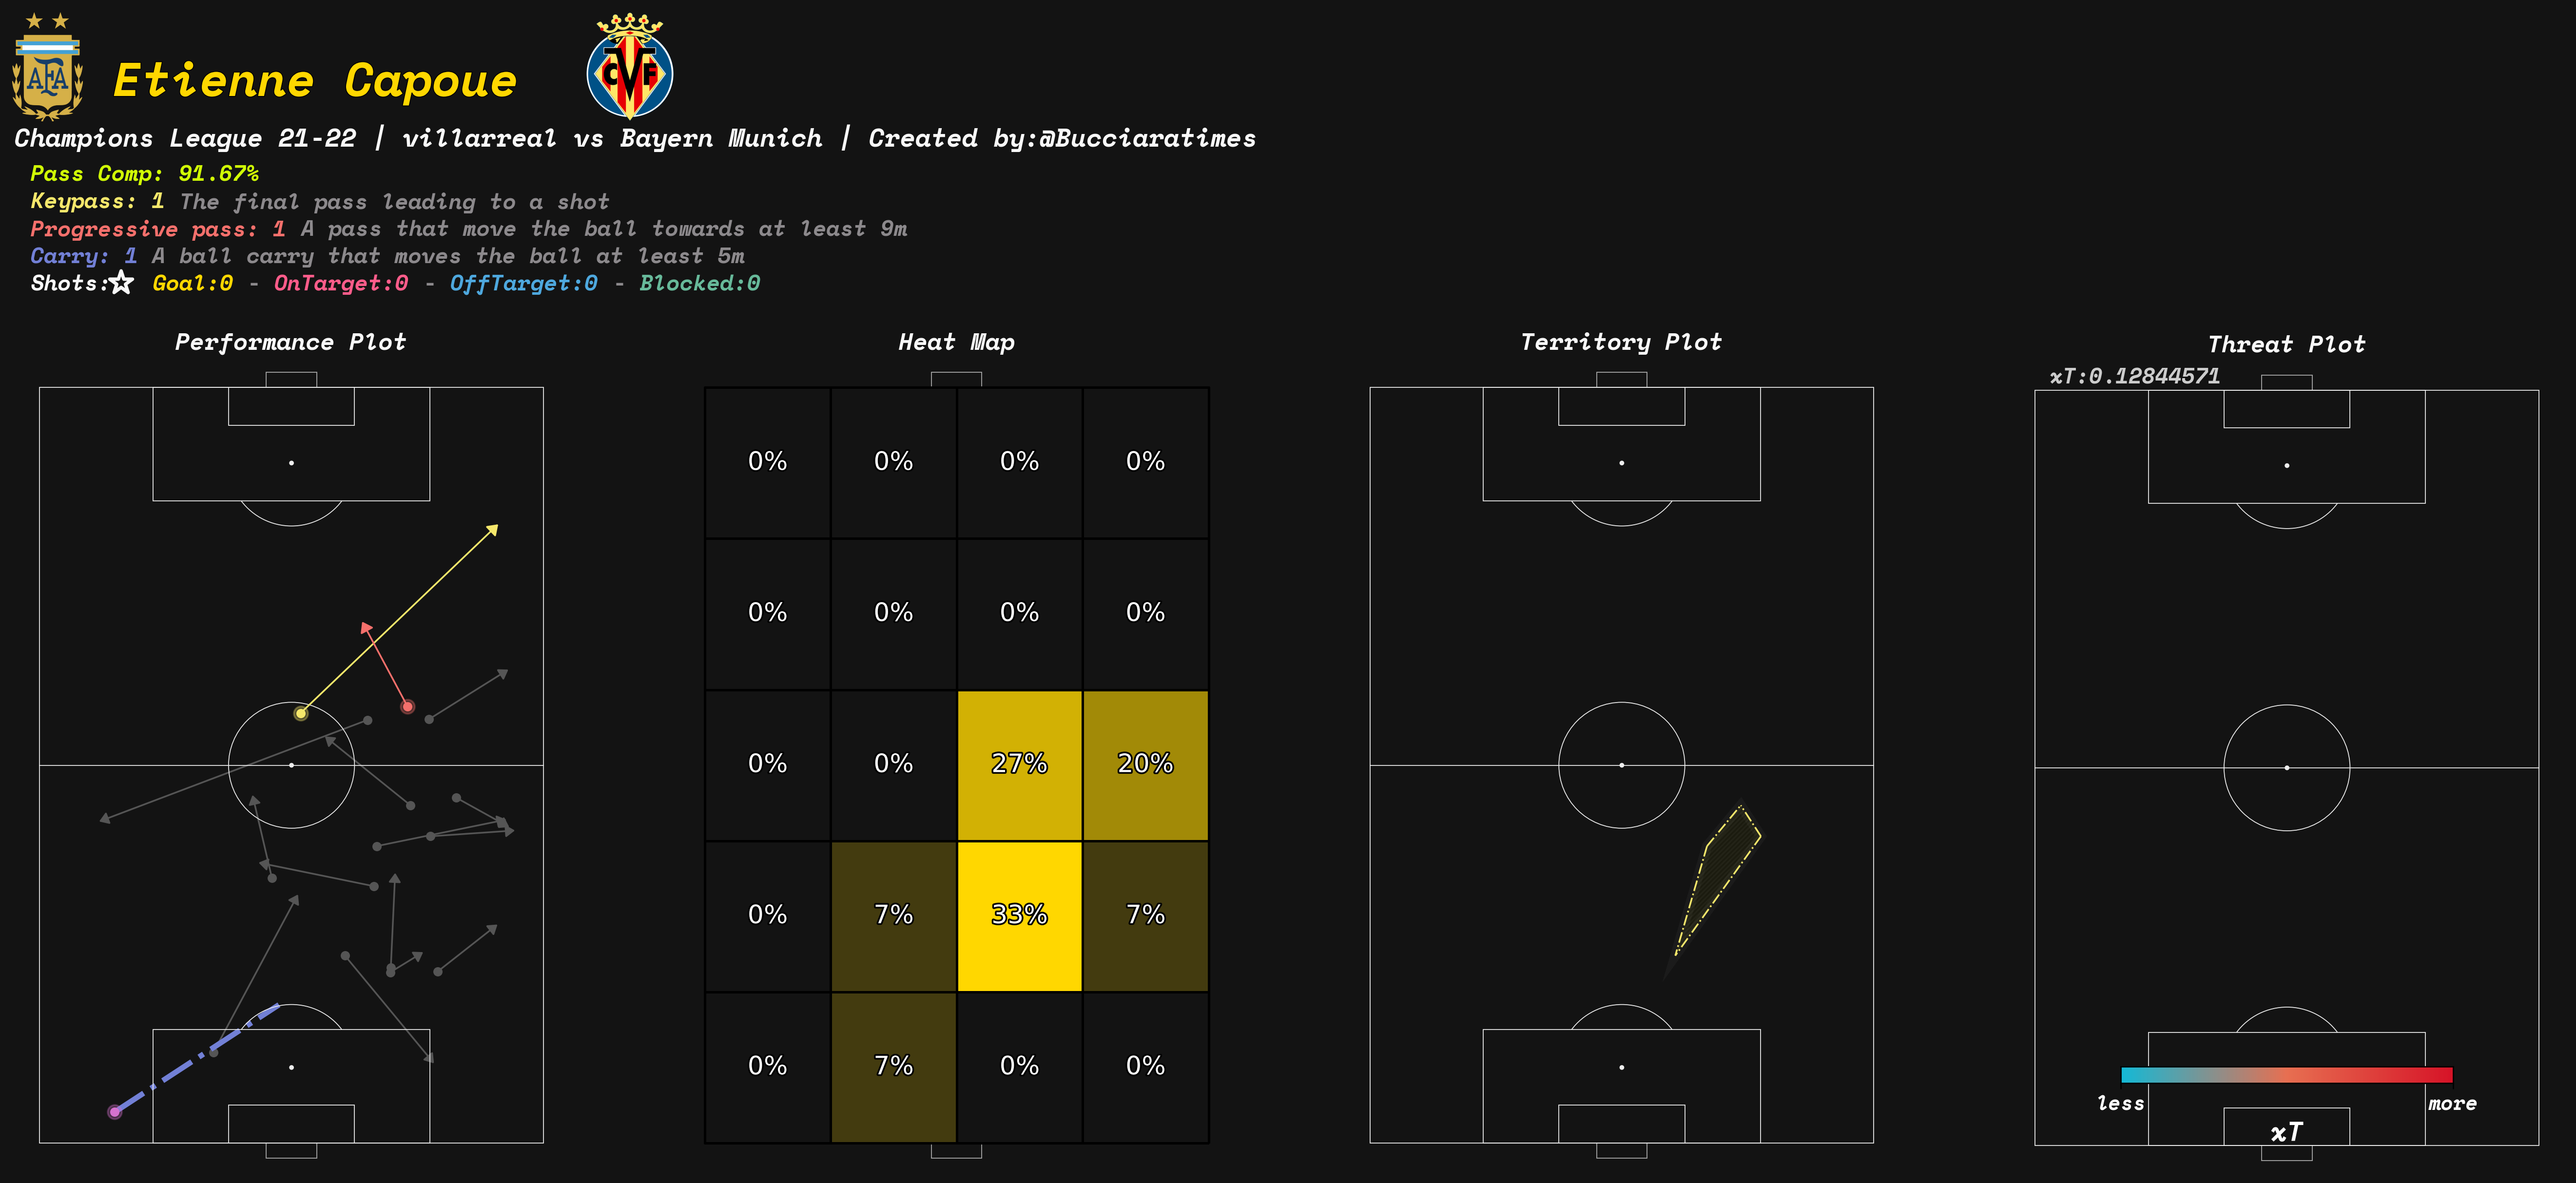 AFA
Etienne Capoue
CVF
Champions League 21-22 | villarreal vs Bayern Munich | Created by:@Bucciaratimes
Pass Comp: 91.67%
Keypass: 1 The final pass leading to a shot
Progressive pass: 1 A pass that move the ball towards at least 9m
Carry: 1 A ball carry that moves the ball at least 5m
Shots:☆ Goal:0 - OnTarget:0 - OffTarget:0 - Blocked:0
Performance Plot
Heat Map
Territory Plot
Threat Plot
xT:0.12844571
0% 0% 0% 0%
0% 0% 0% 0%
0% 0% 27% 20%
0% 7% 33% 7%
0% 7% 0% 0%
less more
xT